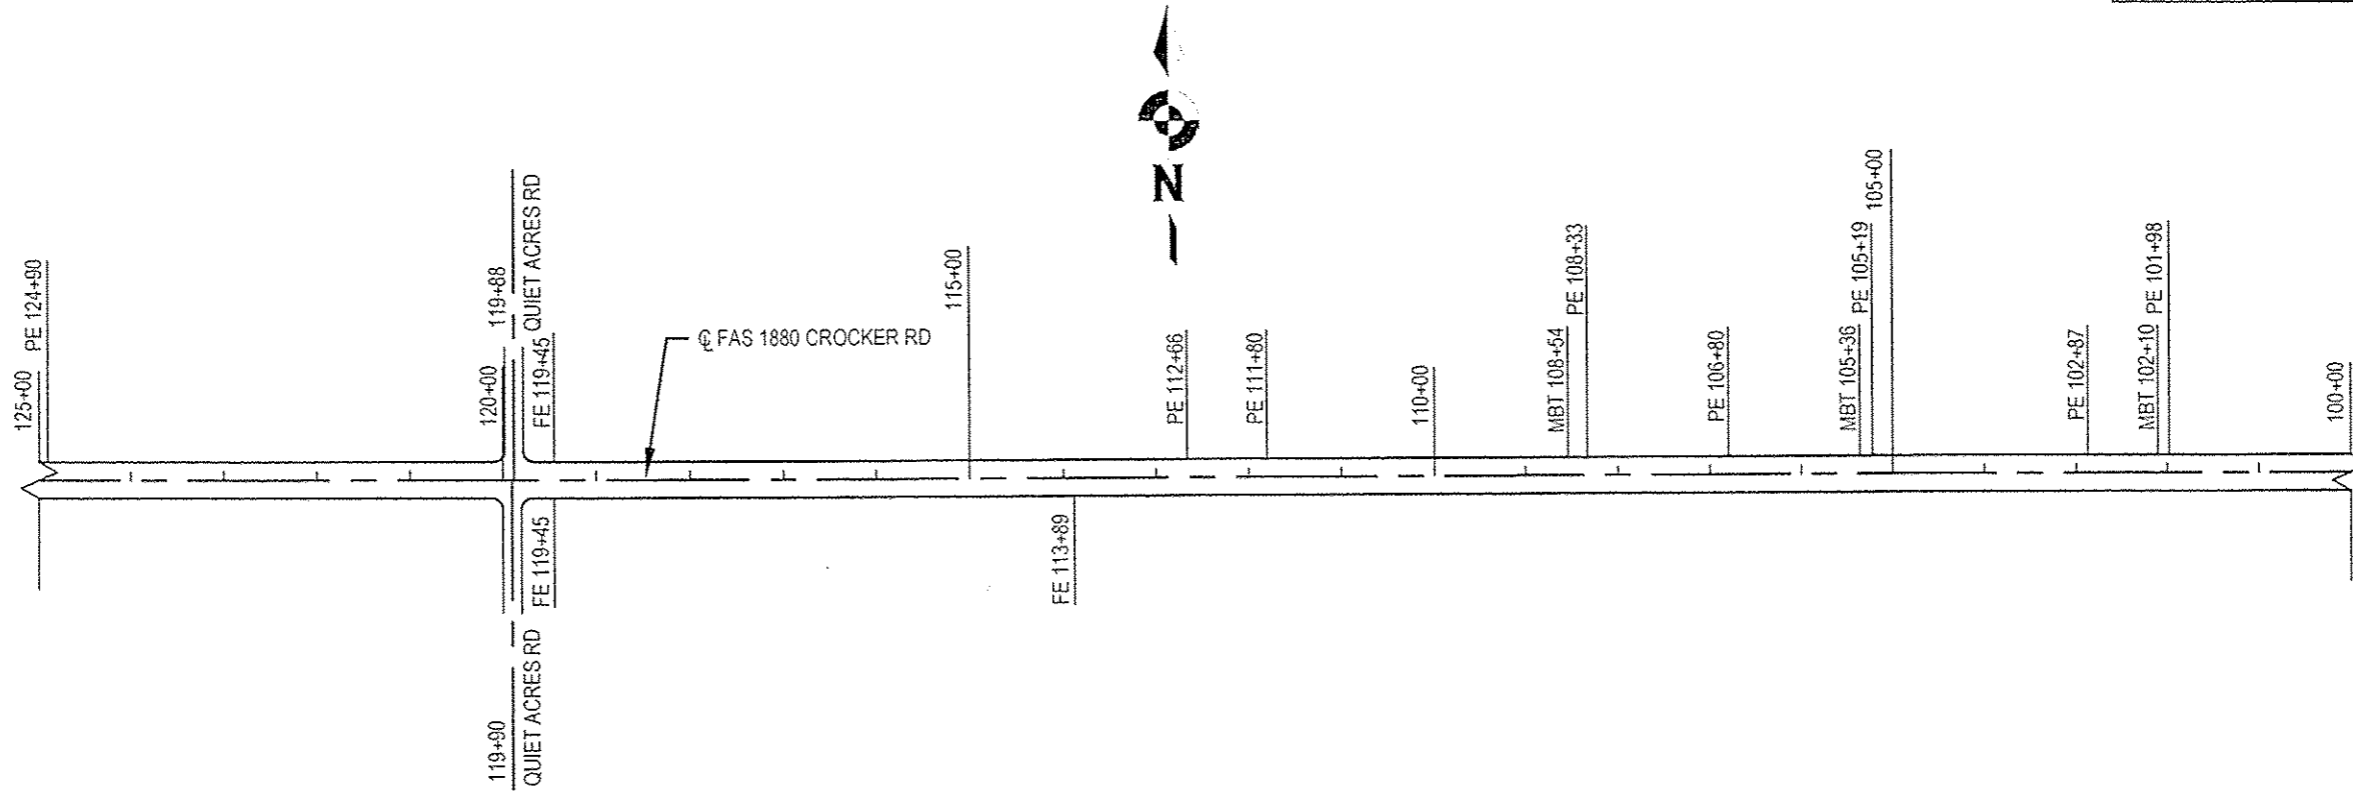 125+00
PE 124+90
120+00
119+88
QUIET ACRES RD
FE 119+45
℄ FAS 1880 CROCKER RD
115+00
N
PE 112+66
PE 111+80
110+00
MBT 108+54
PE 108+33
PE 106+80
MBT 105+36
PE 105+19
105+00
PE 102+87
MBT 102+10
PE 101+98
100+00
119+90
QUIET ACRES RD
FE 119+45
FE 113+89